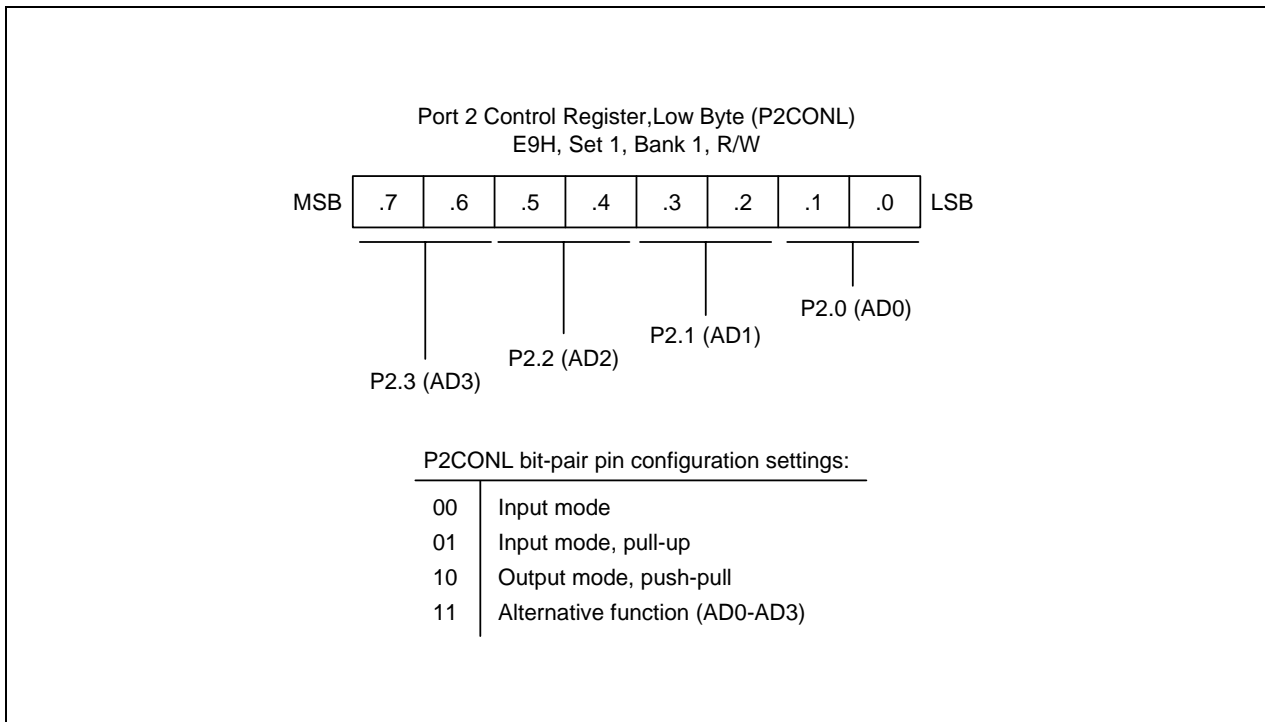 Port 2 Control Register,Low Byte (P2CONL)
E9H, Set 1, Bank 1, R/W
MSB .7 .6 .5 .4 .3 .2 .1 .0 LSB
P2.0 (AD0)
P2.1 (AD1)
P2.2 (AD2)
P2.3 (AD3)
P2CONL bit-pair pin configuration settings:
00 Input mode
01 Input mode, pull-up
10 Output mode, push-pull
11 Alternative function (AD0-AD3)